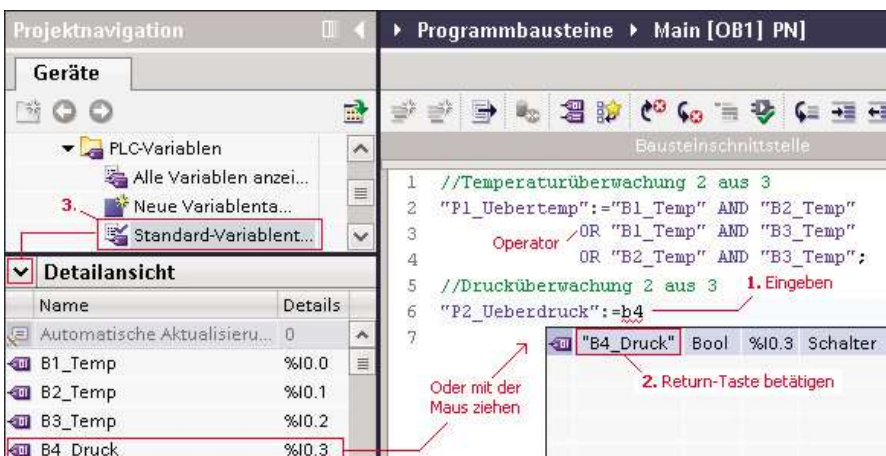 Projektnavigation
Programmbausteine Main [OB1] PN]
Geräte
Bausteinschnittstelle
PLC-Variablen
Alle Variablen anzei...
3. Neue Variablenta...
Standard-Variablent...
Detailansicht
Name Details
Automatische Aktualisieru... 0
B1_Temp %I0.0
B2_Temp %I0.1
B3_Temp %I0.2
B4_Druck %I0.3
1 //Temperaturüberwachung 2 aus 3
2 "P1_Uebertemp":="B1_Temp" AND "B2_Temp"
3 OR "B1_Temp" AND "B3_Temp"
Operator
4 OR "B2_Temp" AND "B3_Temp";
5 //Drucküberwachung 2 aus 3
1. Eingeben
6 "P2_Ueberdruck":=b4
7
"B4_Druck" Bool %I0.3 Schalter
2. Return-Taste betätigen
Oder mit der
Maus ziehen